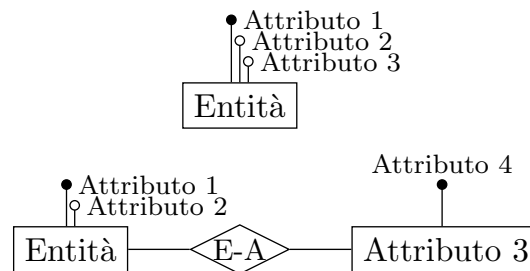 Attributo 1
Attributo 2
Attributo 3
Entità
Attributo 1
Attributo 2
Attributo 4
Entità
E-A
Attributo 3